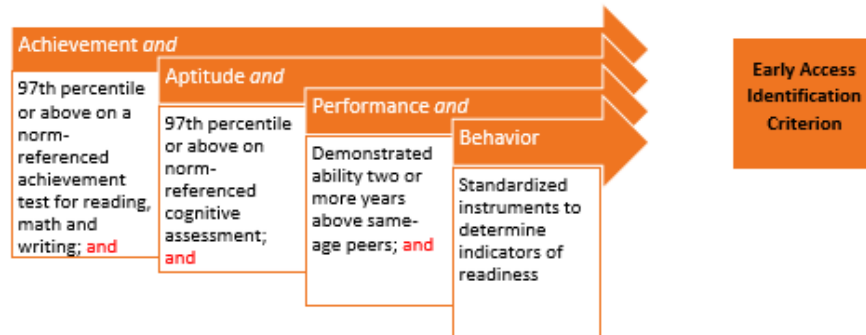 Achievement and
97th percentile
or above on a
norm-
referenced
achievement
test for reading,
math and
writing; and
Aptitude and
97th percentile
or above on
norm-
referenced
cognitive
assessment;
and
Performance and
Demonstrated
ability two or
more years
above same-
age peers; and
Behavior
Standardized
instruments to
determine
indicators of
readiness
Early Access
Identification
Criterion